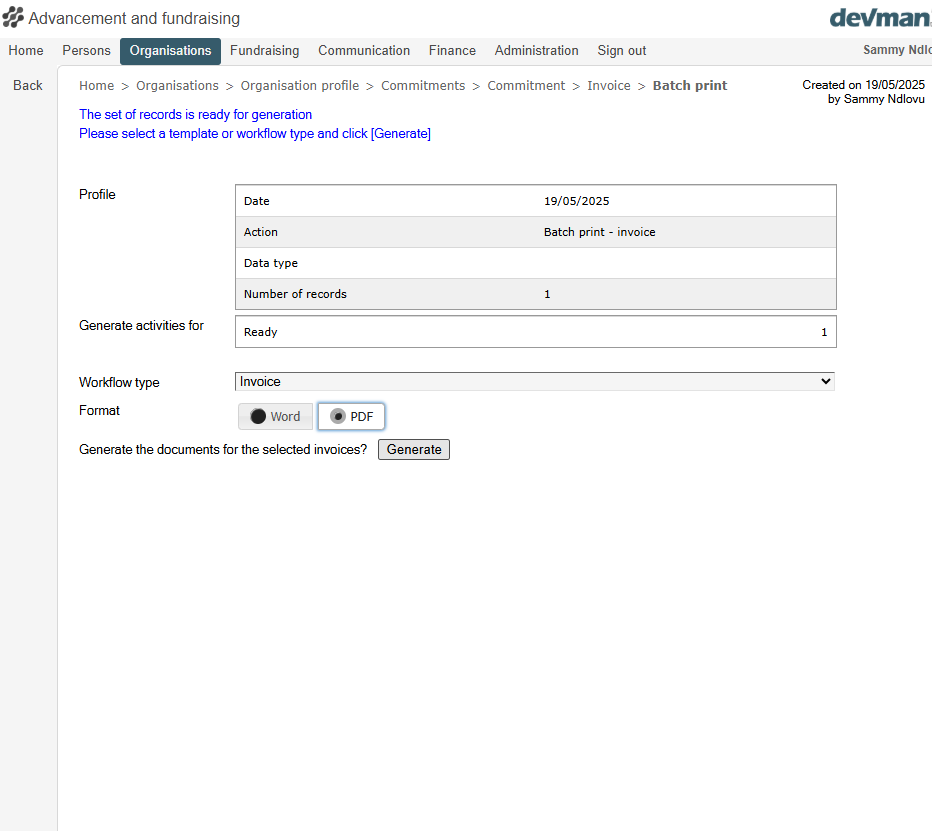 Advancement and fundraising
devman
Home Persons Organisations Fundraising Communication Finance Administration Sign out
Sammy Ndlo
Back
Home > Organisations > Organisation profile > Commitments > Commitment > Invoice > Batch print
Created on 19/05/2025
by Sammy Ndlovu
The set of records is ready for generation
Please select a template or workflow type and click [Generate]
Profile
Date 19/05/2025
Action Batch print - invoice
Data type
Number of records 1
Generate activities for
Ready 1
Workflow type Invoice
Format Word PDF
Generate the documents for the selected invoices? Generate